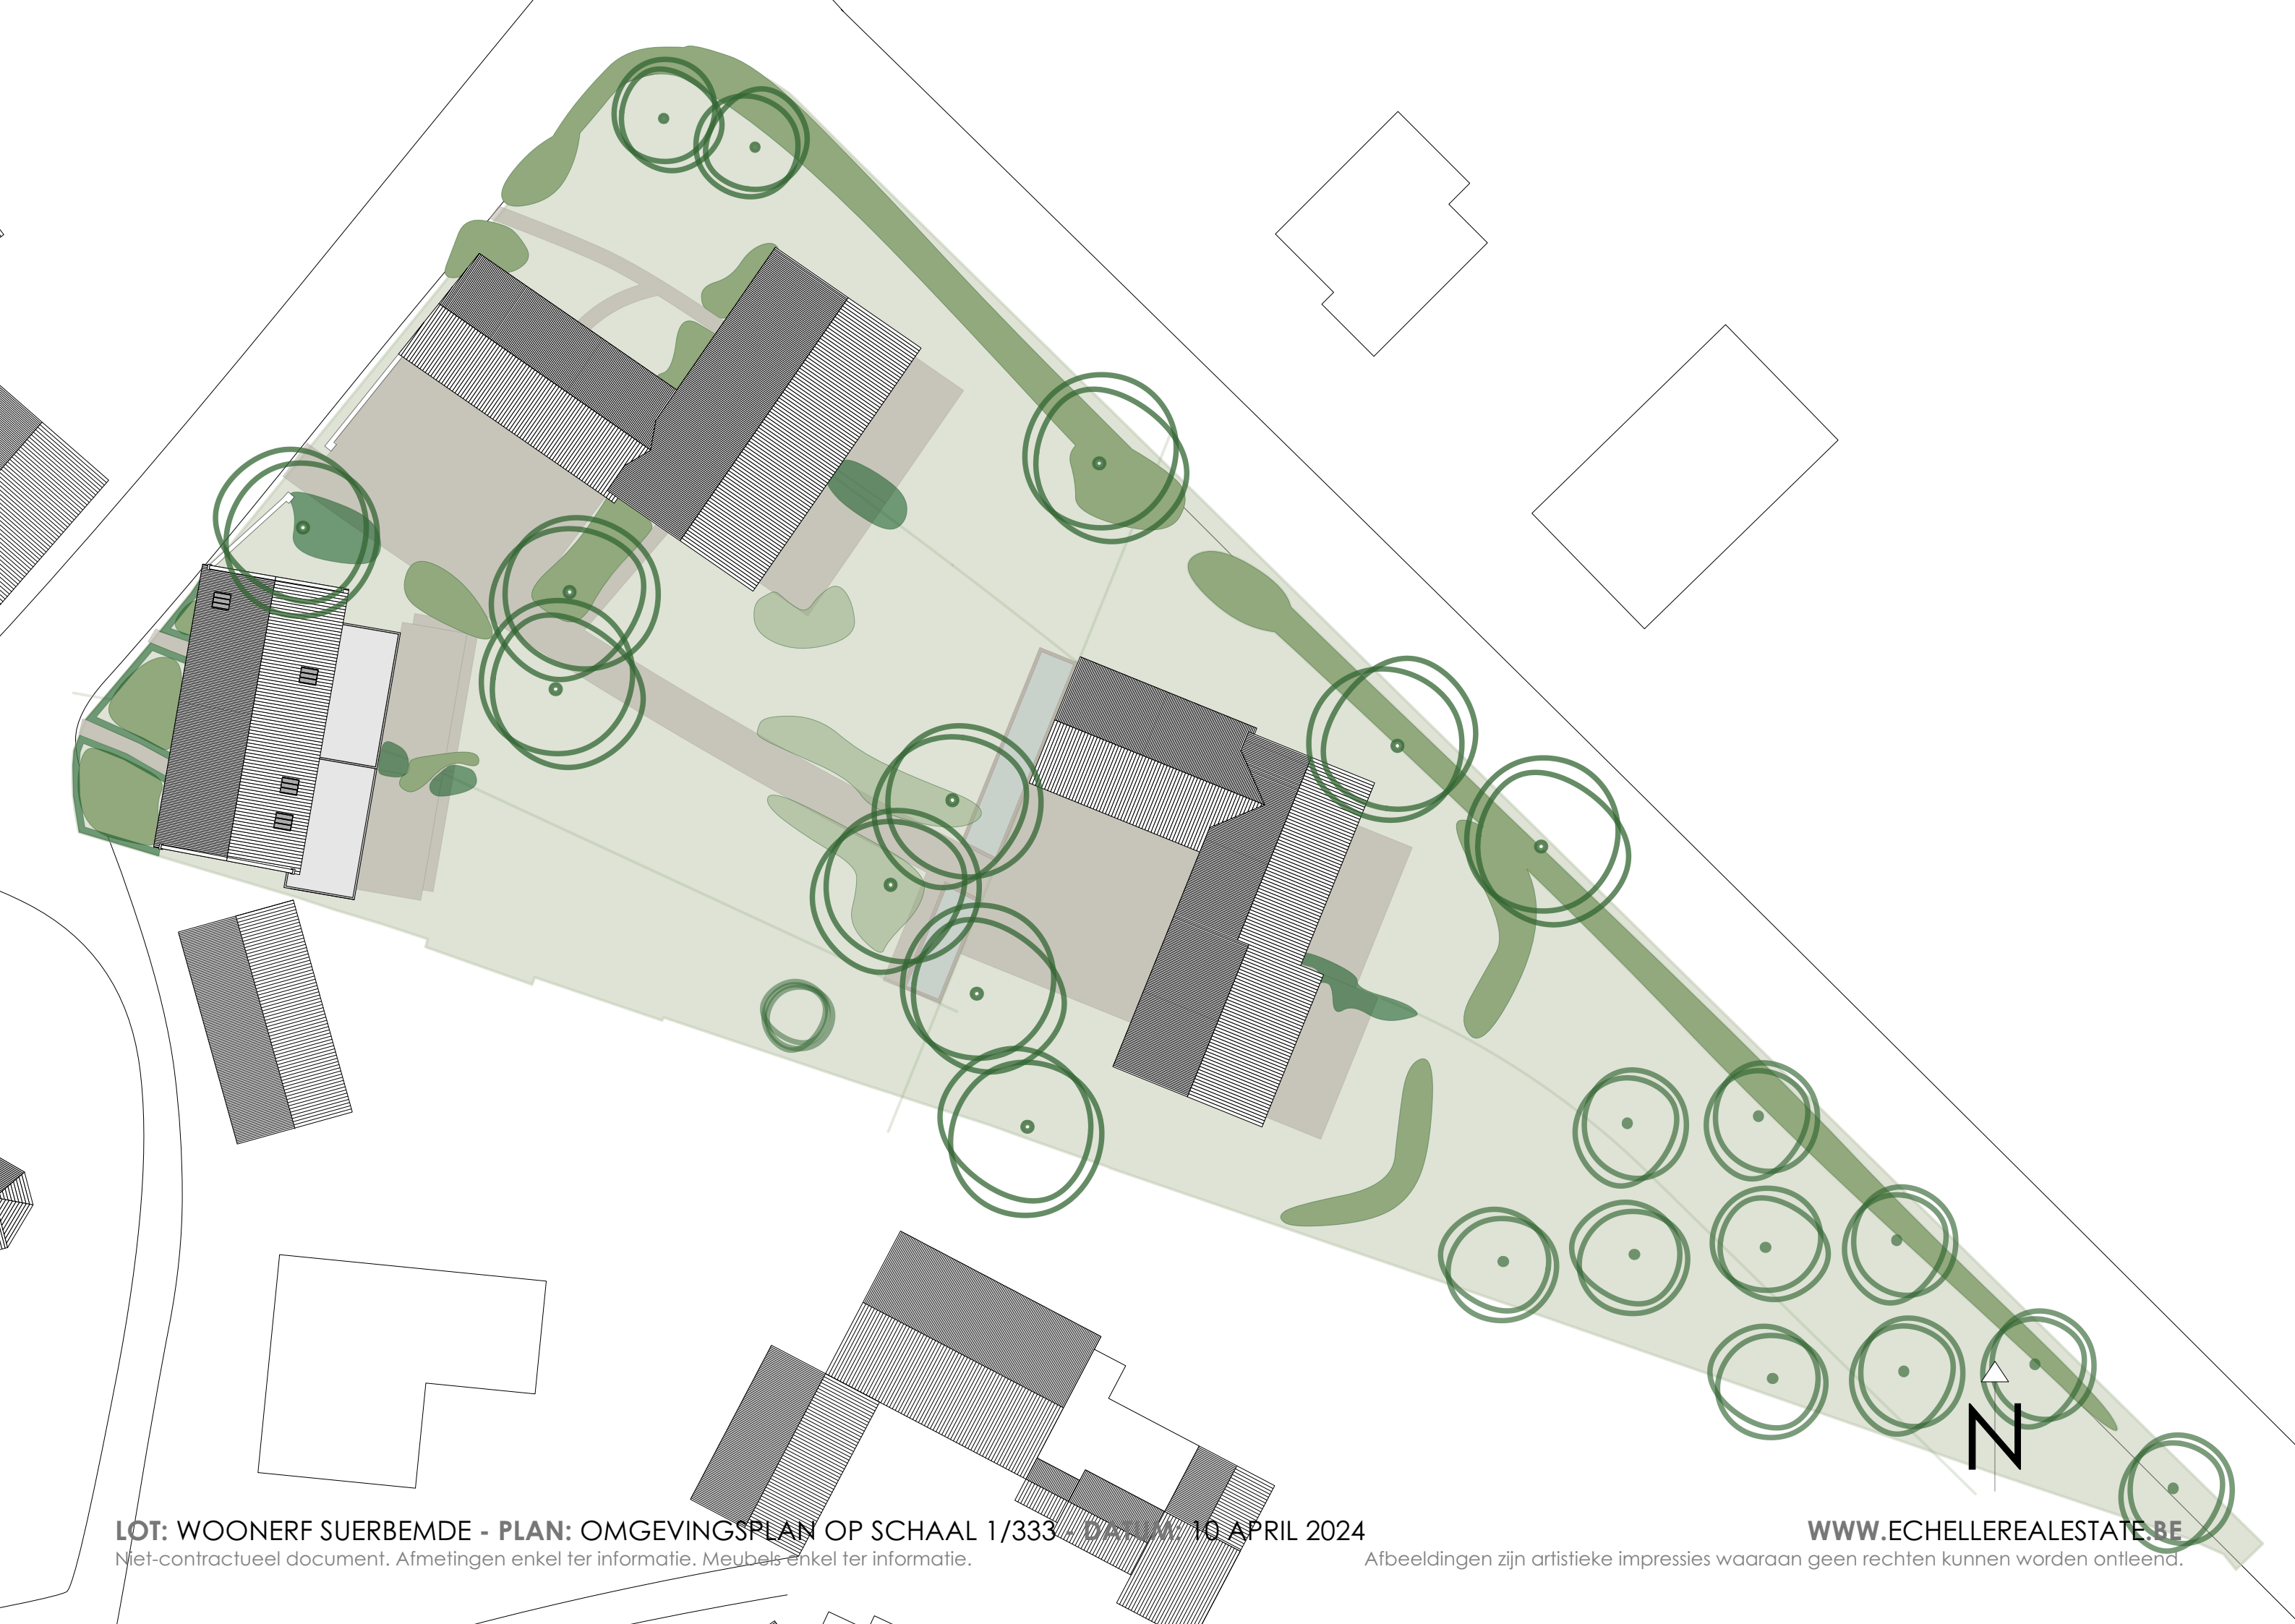 N
LOT: WOONERF SUERBEMDE - PLAN: OMGEVINGSPLAN OP SCHAAL 1/333 - DATUM: 10 APRIL 2024
WWW.ECHELLEREALESTATE.BE
Niet-contractueel document. Afmetingen enkel ter informatie. Meubels enkel ter informatie.
Afbeeldingen zijn artistieke impressies waaraan geen rechten kunnen worden ontleend.